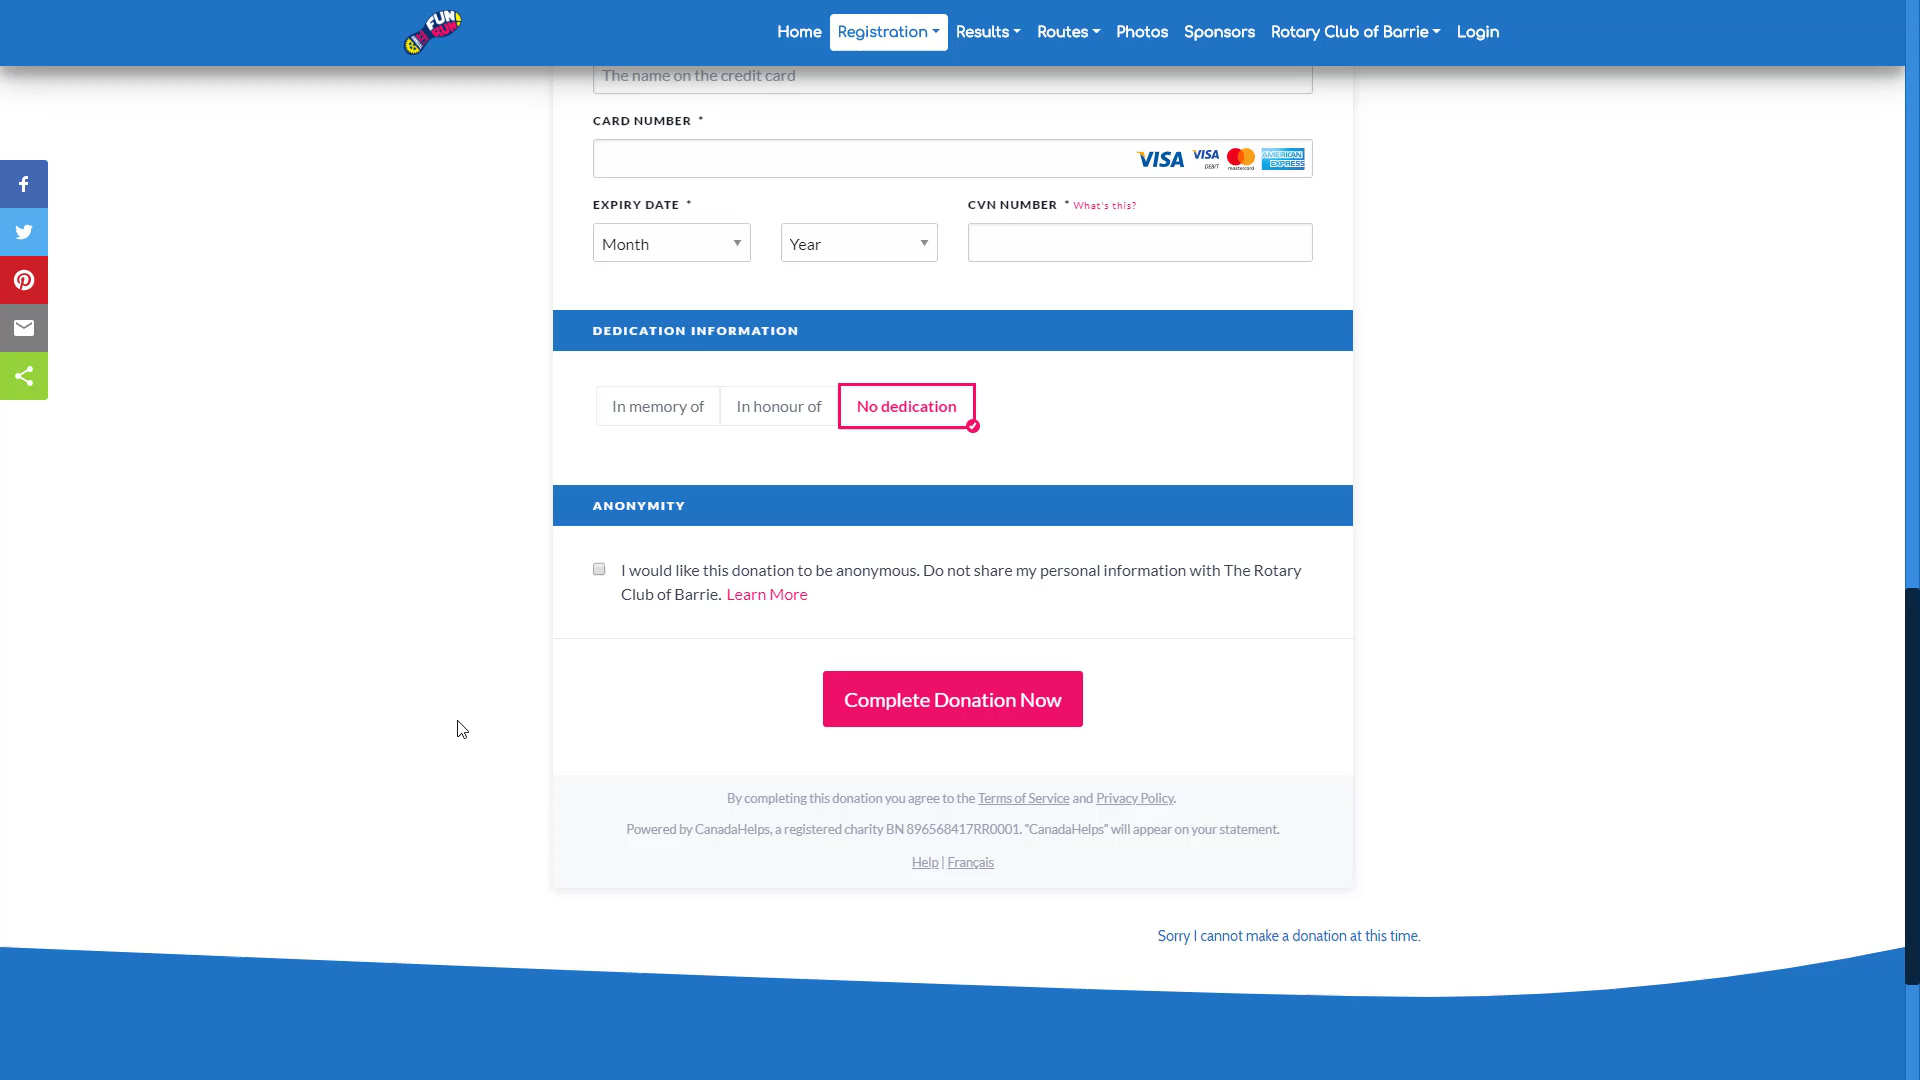 FUN
RUN
Home Registration Results Routes Photos Sponsors Rotary Club of Barrie Login
The name on the credit card
CARD NUMBER *
VISA VISA DEBIT mastercard AMERICAN EXPRESS
EXPIRY DATE * CVN NUMBER * What's this?
Month Year
DEDICATION INFORMATION
In memory of In honour of No dedication
ANONYMITY
I would like this donation to be anonymous. Do not share my personal information with The Rotary
Club of Barrie. Learn More
Complete Donation Now
By completing this donation you agree to the Terms of Service and Privacy Policy.
Powered by CanadaHelps, a registered charity BN 896568417RR0001. “CanadaHelps” will appear on your statement.
Help | Français
Sorry I cannot make a donation at this time.